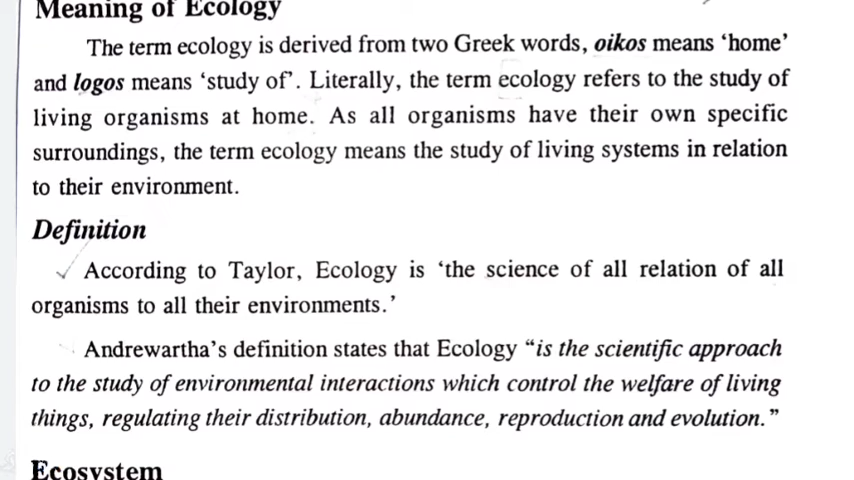 Meaning of Ecology
The term ecology is derived from two Greek words, oikos means ‘home’
and logos means ‘study of’. Literally, the term ecology refers to the study of
living organisms at home. As all organisms have their own specific
surroundings, the term ecology means the study of living systems in relation
to their environment.
Definition
According to Taylor, Ecology is ‘the science of all relation of all
organisms to all their environments.’
Andrewartha’s definition states that Ecology “is the scientific approach
to the study of environmental interactions which control the welfare of living
things, regulating their distribution, abundance, reproduction and evolution.”
Ecosystem